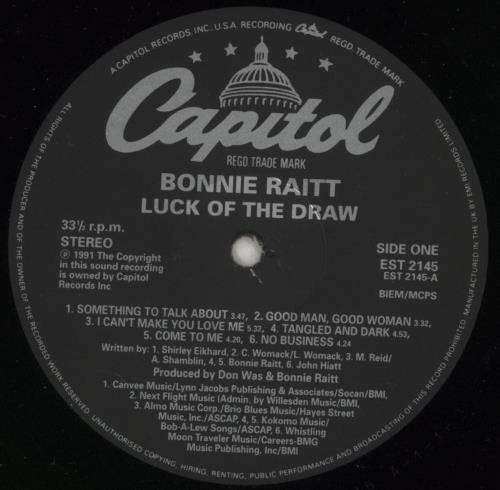 A CAPITOL RECORDS, INC., U.S.A. RECORDING Capitol REGD. TRADE MARK
Capitol
REGD TRADE MARK
BONNIE RAITT
LUCK OF THE DRAW
33⅓ r.p.m.
STEREO
℗ 1991 The Copyright
in this sound recording
is owned by Capitol
Records Inc
SIDE ONE
EST 2145
EST 2145-A
BIEM/MCPS
1. SOMETHING TO TALK ABOUT 3.47, 2. GOOD MAN, GOOD WOMAN 3.32,
3. I CAN'T MAKE YOU LOVE ME 5.32, 4. TANGLED AND DARK 4.53,
5. COME TO ME 4.20, 6. NO BUSINESS 4.24
Written by: 1. Shirley Eikhard, 2. C. Womack/L. Womack, 3. M. Reid/
A. Shamblin, 4, 5. Bonnie Raitt, 6. John Hiatt
Produced by Don Was & Bonnie Raitt
1. Canvee Music/Lynn Jacobs Publishing & Associates/Socan/BMI,
2. Next Flight Music (Admin. by Willesden Music/BMI,
3. Almo Music Corp./Brio Blues Music/Hayes Street
Music, Inc./ASCAP, 4, 5. Kokomo Music/
Bob-A-Lew Songs/ASCAP, 6. Whistling
Moon Traveler Music/Careers-BMG
Music Publishing, Inc/BMI
ALL RIGHTS OF THE PRODUCER AND OF THE OWNER OF THE RECORDED WORK RESERVED. UNAUTHORISED COPYING, HIRING, RENTING, PUBLIC PERFORMANCE AND BROADCASTING OF THIS RECORD PROHIBITED. MANUFACTURED IN THE UK BY EMI RECORDS LIMITED